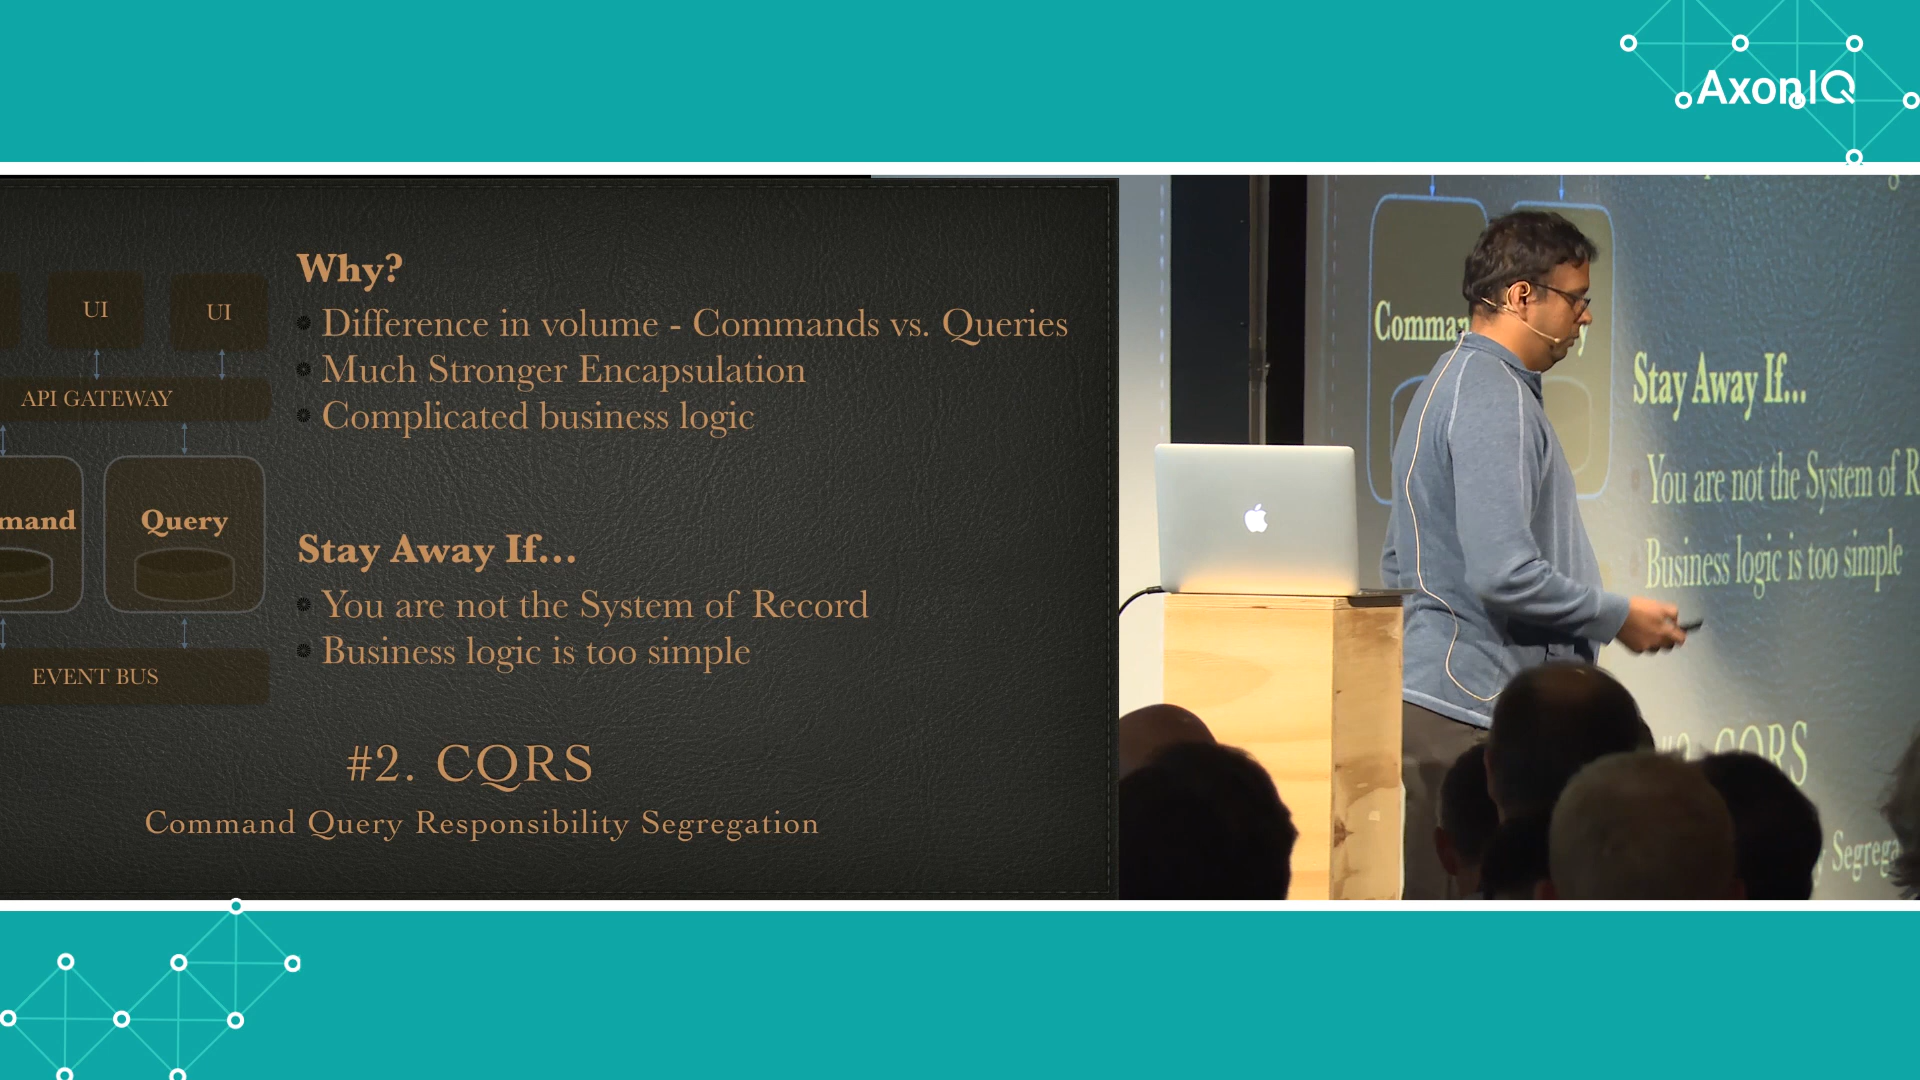 AxonIQ
Why?
Difference in volume - Commands vs. Queries
Much Stronger Encapsulation
Complicated business logic
UI
UI
API GATEWAY
mand
Query
EVENT BUS
Stay Away If...
You are not the System of Record
Business logic is too simple
#2. CQRS
Command Query Responsibility Segregation
Comman
y
Stay Away If...
You are not the System of R
Business logic is too simple
#2. CQRS
y Segrega